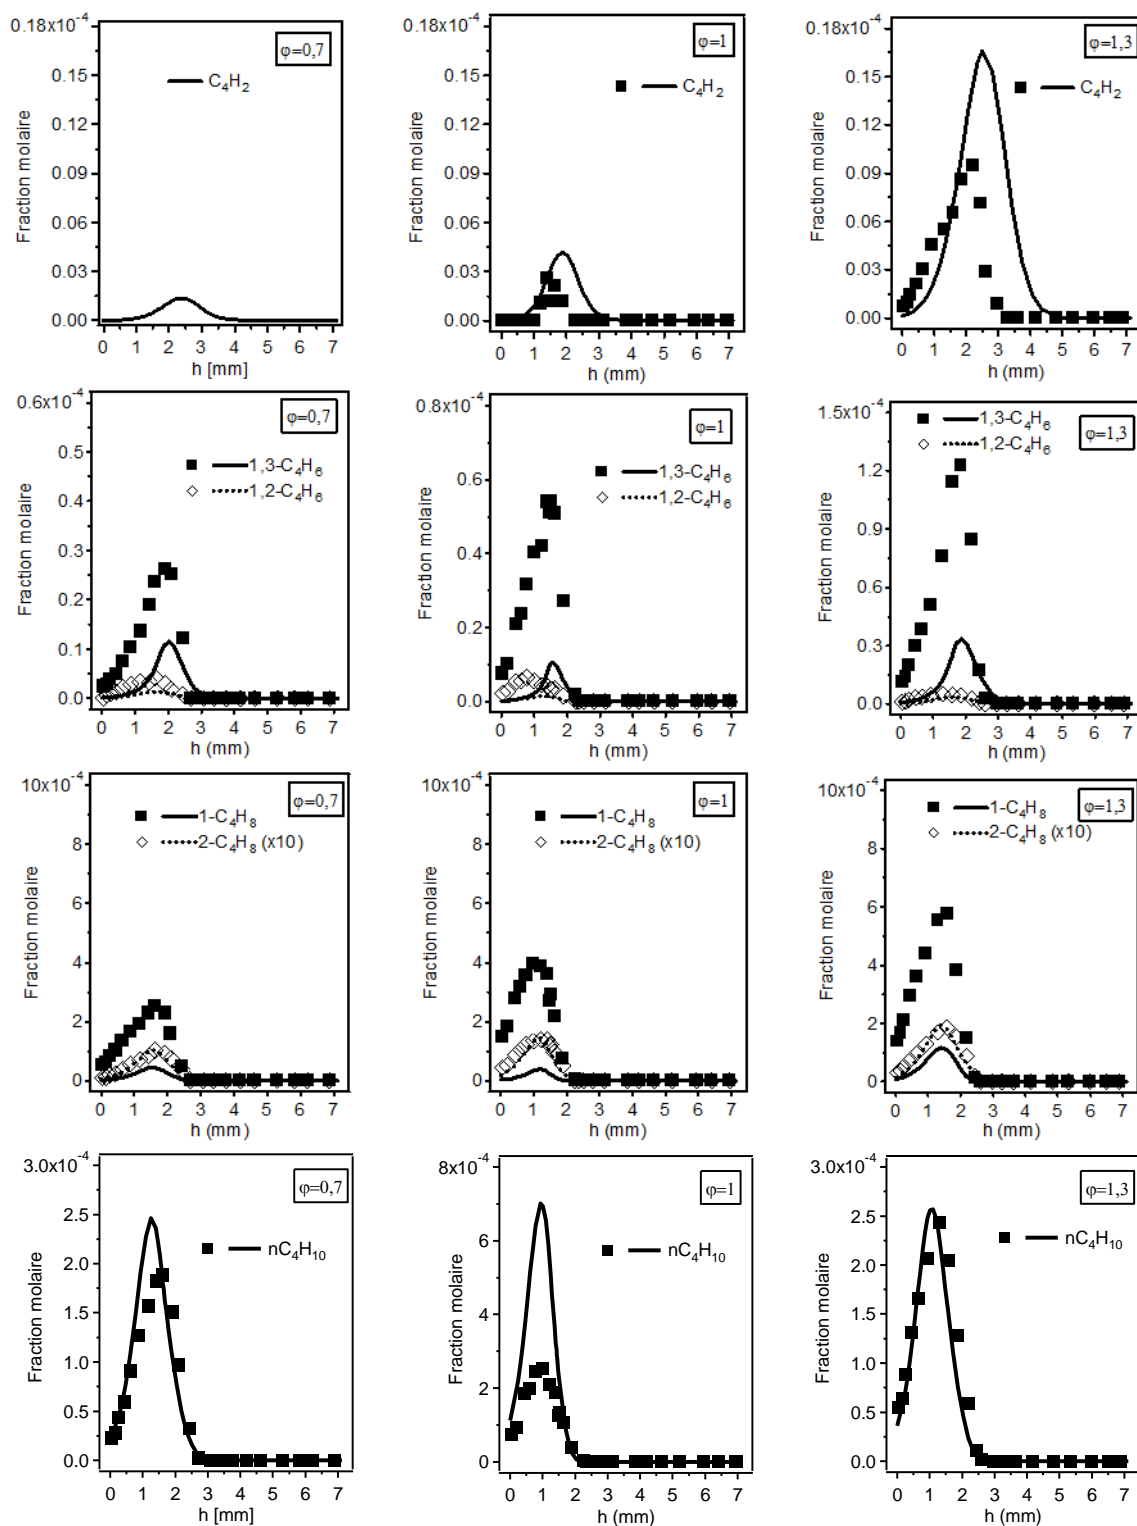 0.18x10⁻⁴
0.15
0.12
0.09
0.06
0.03
0.00
Fraction molaire
φ=0,7
C₄H₂
0 1 2 3 4 5 6 7
h [mm]
0.18x10⁻⁴
0.15
0.12
0.09
0.06
0.03
0.00
Fraction molaire
φ=1
C₄H₂
0 1 2 3 4 5 6 7
h (mm)
0.18x10⁻⁴
0.15
0.12
0.09
0.06
0.03
0.00
Fraction molaire
φ=1,3
C₄H₂
0 1 2 3 4 5 6 7
h (mm)
0.6x10⁻⁴
0.5
0.4
0.3
0.2
0.1
0.0
Fraction molaire
φ=0,7
1,3-C₄H₆
1,2-C₄H₆
0 1 2 3 4 5 6 7
h (mm)
0.8x10⁻⁴
0.6
0.4
0.2
0.0
Fraction molaire
φ=1
1,3-C₄H₆
1,2-C₄H₆
0 1 2 3 4 5 6 7
h (mm)
1.5x10⁻⁴
1.2
0.9
0.6
0.3
0.0
Fraction molaire
φ=1,3
1,3-C₄H₆
1,2-C₄H₆
0 1 2 3 4 5 6 7
h (mm)
10x10⁻⁴
8
6
4
2
0
Fraction molaire
φ=0,7
1-C₄H₈
2-C₄H₈ (x10)
0 1 2 3 4 5 6 7
h (mm)
10x10⁻⁴
8
6
4
2
0
Fraction molaire
φ=1
1-C₄H₈
2-C₄H₈ (x10)
0 1 2 3 4 5 6 7
h (mm)
10x10⁻⁴
8
6
4
2
0
Fraction molaire
φ=1,3
1-C₄H₈
2-C₄H₈ (x10)
0 1 2 3 4 5 6 7
h (mm)
3.0x10⁻⁴
2.5
2.0
1.5
1.0
0.5
0.0
Fraction molaire
φ=0,7
nC₄H₁₀
0 1 2 3 4 5 6 7
h [mm]
8x10⁻⁴
6
4
2
0
Fraction molaire
φ=1
nC₄H₁₀
0 1 2 3 4 5 6 7
h (mm)
3.0x10⁻⁴
2.5
2.0
1.5
1.0
0.5
0.0
Fraction molaire
φ=1,3
nC₄H₁₀
0 1 2 3 4 5 6 7
h (mm)